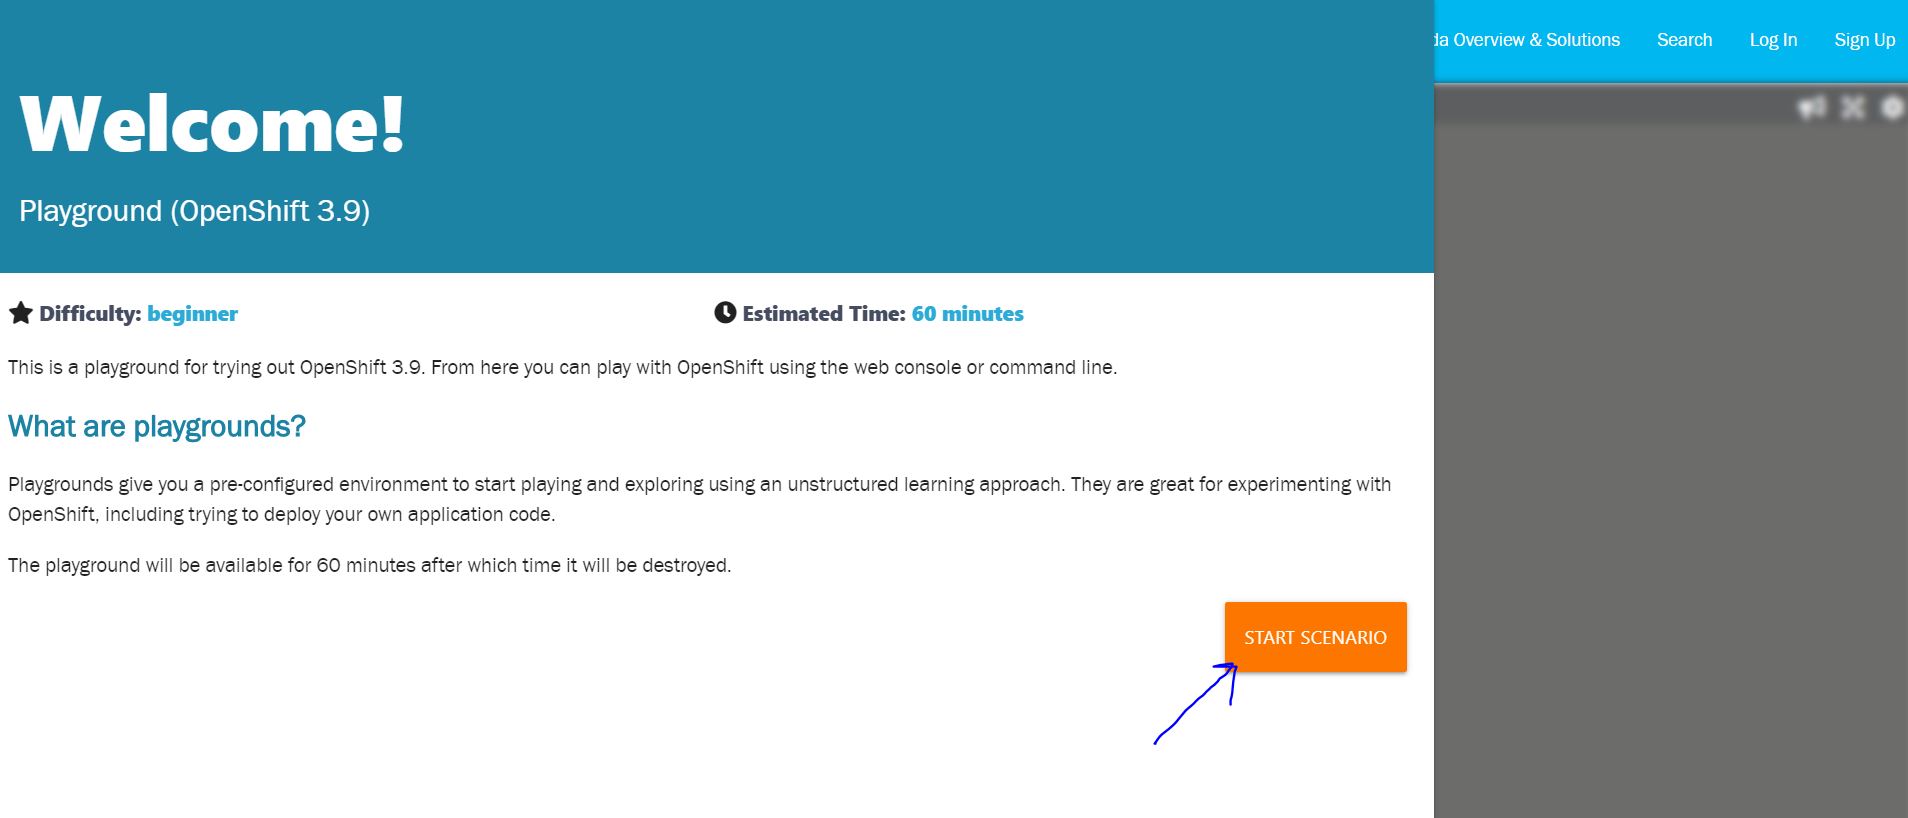 da Overview & Solutions Search Log In Sign Up
Welcome!
Playground (OpenShift 3.9)
Difficulty: beginner
Estimated Time: 60 minutes
This is a playground for trying out OpenShift 3.9. From here you can play with OpenShift using the web console or command line.
What are playgrounds?
Playgrounds give you a pre-configured environment to start playing and exploring using an unstructured learning approach. They are great for experimenting with
OpenShift, including trying to deploy your own application code.
The playground will be available for 60 minutes after which time it will be destroyed.
START SCENARIO